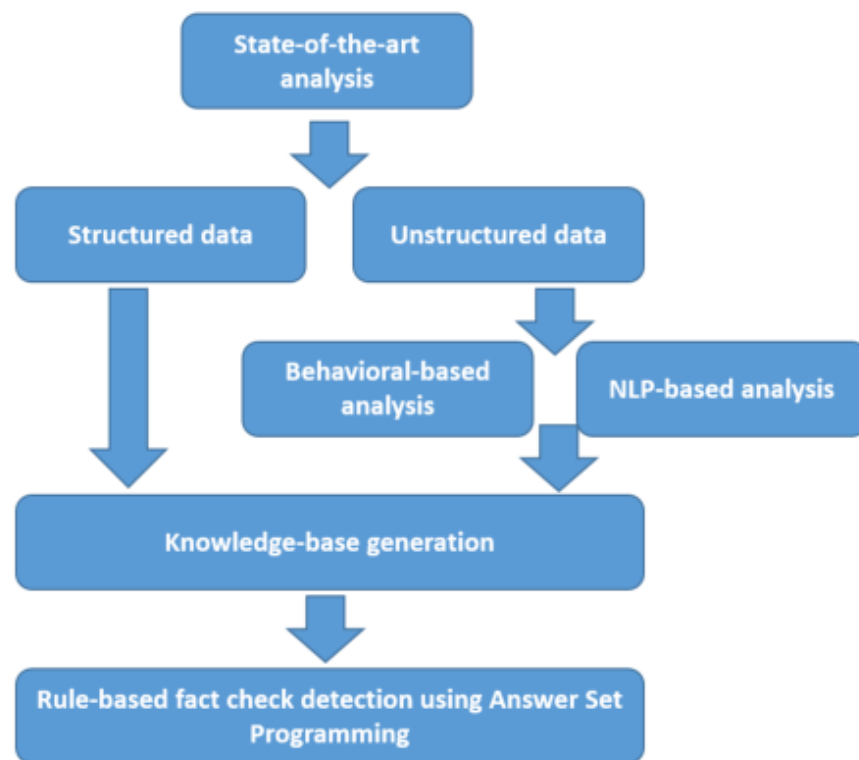 State-of-the-art
analysis
Structured data
Unstructured data
Behavioral-based
analysis
NLP-based analysis
Knowledge-base generation
Rule-based fact check detection using Answer Set
Programming